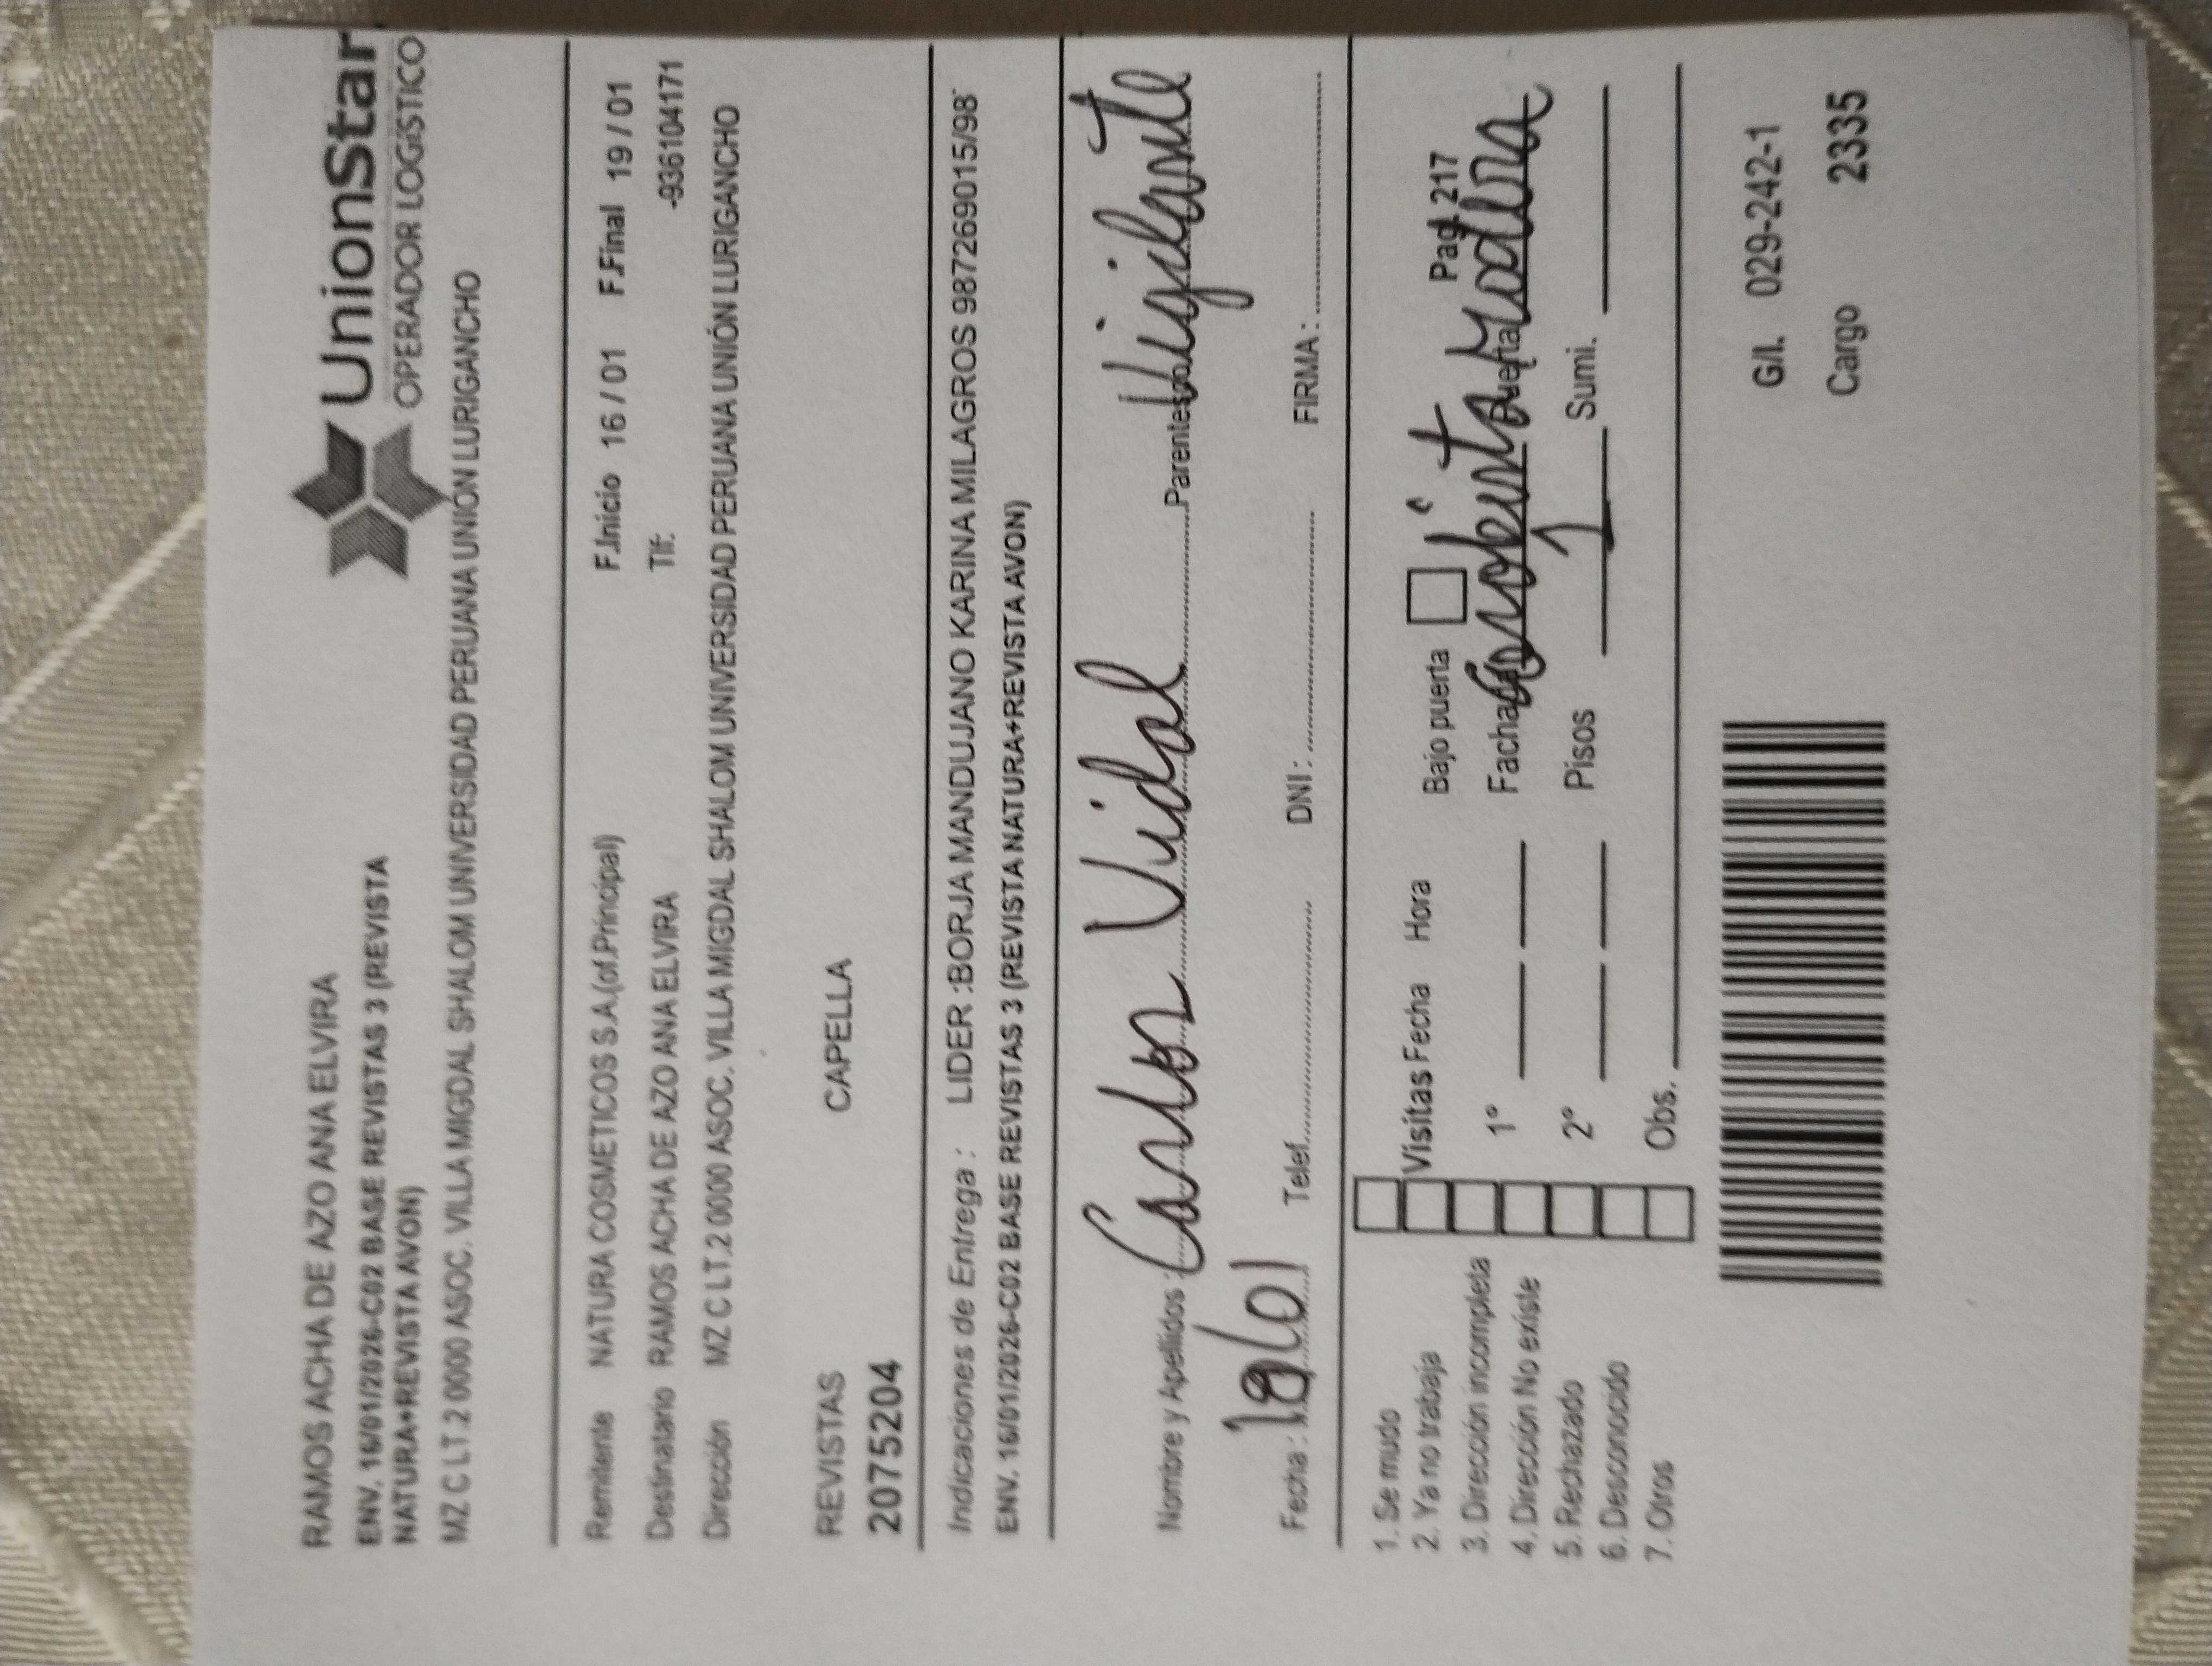 UnionStar
OPERADOR LOGÍSTICO
RAMOS ACHA DE AZO ANA ELVIRA
ENV. 16/01/2026-C02 BASE REVISTAS 3 (REVISTA
NATURA+REVISTA AVON)
MZ C LT.2 0000 ASOC. VILLA MIGDAL SHALOM UNIVERSIDAD PERUANA UNIÓN LURIGANCHO
Remitente NATURA COSMETICOS S.A.(of.Principal) F.Inicio 16 / 01 F.Final 19 / 01
Destinatario RAMOS ACHA DE AZO ANA ELVIRA Tlf: -936104171
Dirección MZ C LT.2 0000 ASOC. VILLA MIGDAL SHALOM UNIVERSIDAD PERUANA UNIÓN LURIGANCHO
REVISTAS CAPELLA
2075204
Indicaciones de Entrega : LIDER :BORJA MANDUJANO KARINA MILAGROS 987269015/98
ENV. 16/01/2026-C02 BASE REVISTAS 3 (REVISTA NATURA+REVISTA AVON)
Nombre y Apellidos : Carlos Vidal Parentesco Vigilante
Fecha : Telef. DNI : FIRMA :
1. Se mudo
2. Ya no trabaja
3. Dirección incompleta
4. Dirección No existe
5. Rechazado
6. Desconocido
7. Otros
Visitas Fecha Hora Bajo puerta Pag. 217
1° Fachada Puerta
2° Pisos 1 Sumi.
Obs.
G/l. 029-242-1
Cargo 2335